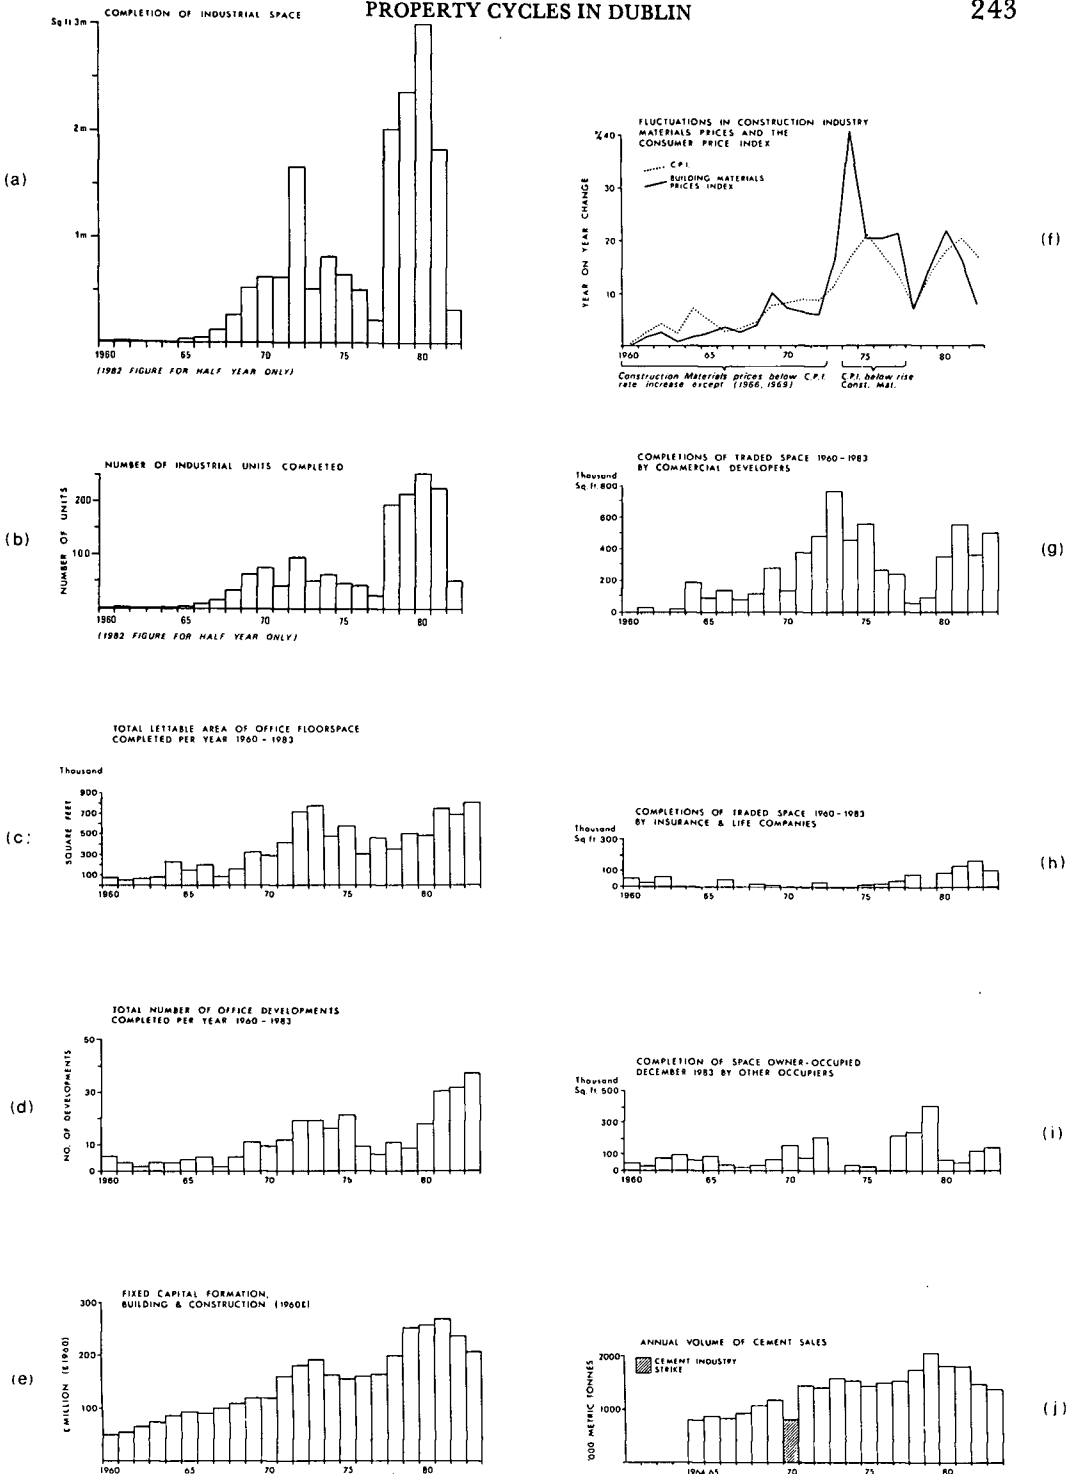 PROPERTY CYCLES IN DUBLIN
243
(a)
COMPLETION OF INDUSTRIAL SPACE
Sq ft 3m
2m
1m
1960 70 75 80
(1982 FIGURE FOR HALF YEAR ONLY)
(b)
NUMBER OF INDUSTRIAL UNITS COMPLETED
NUMBER OF UNITS
200
100
1960 65 70 75 80
(1982 FIGURE FOR HALF YEAR ONLY)
(c:
TOTAL LETTABLE AREA OF OFFICE FLOORSPACE
COMPLETED PER YEAR 1960 - 1983
Thousand
SQUARE FEET
900
700
500
300
100
1960 65 70 75 80
(d)
TOTAL NUMBER OF OFFICE DEVELOPMENTS
COMPLETED PER YEAR 1960 - 1983
NO. OF DEVELOPMENTS
50
30
10
0
1960 65 70 75 80
(e)
FIXED CAPITAL FORMATION,
BUILDING & CONSTRUCTION (1960£)
£MILLION (£1960)
300
200
100
1960 65 70 75 80
(f)
FLUCTUATIONS IN CONSTRUCTION INDUSTRY
MATERIALS PRICES AND THE
CONSUMER PRICE INDEX
C.P.I.
BUILDING MATERIALS
PRICES INDEX
YEAR ON YEAR CHANGE
% 40
30
20
10
1960 65 70 75 80
Construction Materials prices below C.P.I.
rate increase except (1966, 1969)
C.P.I. below rise
Const. Mat.
(g)
COMPLETIONS OF TRADED SPACE 1960-1983
BY COMMERCIAL DEVELOPERS
Thousand
Sq. ft. 800
600
400
200
0
1960 65 70 75 80
(h)
COMPLETIONS OF TRADED SPACE 1960-1983
BY INSURANCE & LIFE COMPANIES
Thousand
Sq ft 300
100
0
1960 65 70 75 80
(i)
COMPLETION OF SPACE OWNER-OCCUPIED
DECEMBER 1983 BY OTHER OCCUPIERS
Thousand
Sq. ft. 500
300
100
0
1960 65 70 75 80
(j)
ANNUAL VOLUME OF CEMENT SALES
CEMENT INDUSTRY
STRIKE
'000 METRIC TONNES
2000
1000
1964 65 70 75 80